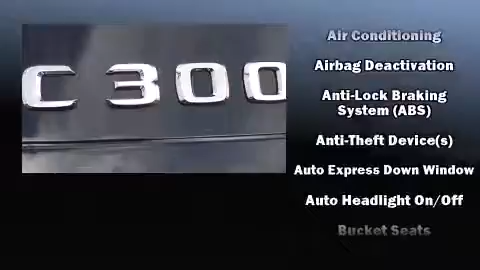 C 300
Air Conditioning
Airbag Deactivation
Anti-Lock Braking
System (ABS)
Anti-Theft Device(s)
Auto Express Down Window
Auto Headlight On/Off
Bucket Seats